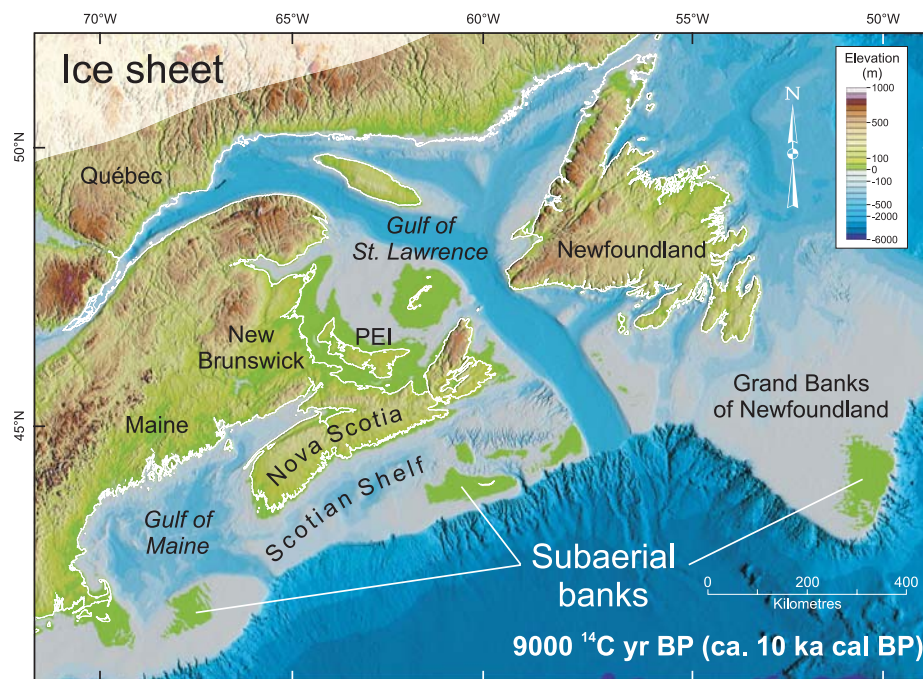 70°W
65°W
60°W
55°W
50°W
Ice sheet
Elevation
(m)
1000
500
100
0
-100
-500
-2000
-6000
N
50°N
Québec
Gulf of
St. Lawrence
Newfoundland
New
Brunswick
PEI
Grand Banks
of Newfoundland
45°N
Maine
Nova Scotia
Scotian Shelf
Gulf of
Maine
Subaerial
banks
0 200 400
Kilometres
9000 ¹⁴C yr BP (ca. 10 ka cal BP)